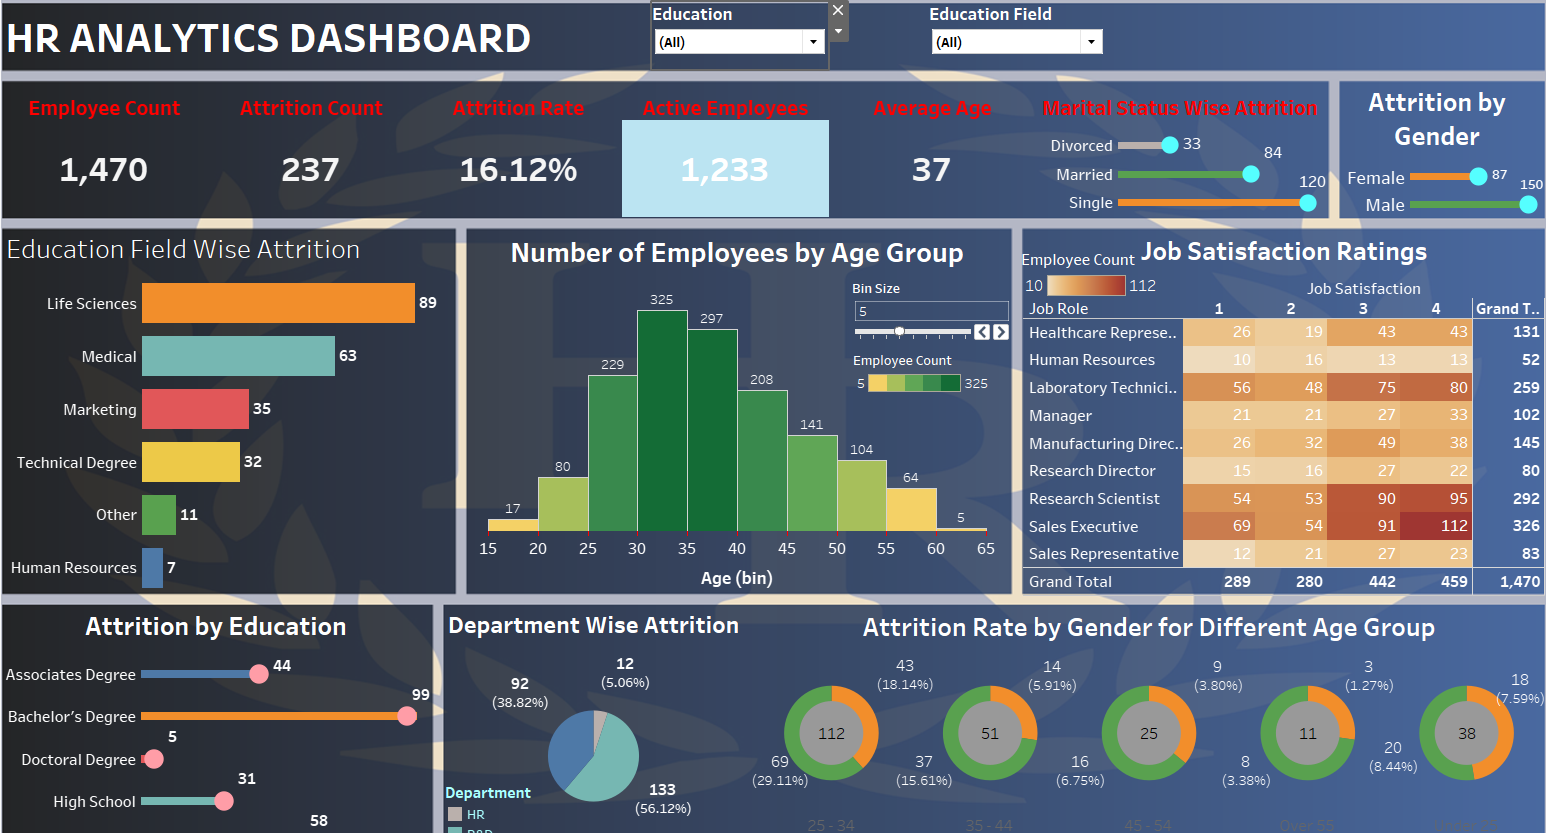 HR ANALYTICS DASHBOARD
Education
(All)
Education Field
(All)
Employee Count
1,470
Attrition Count
237
Attrition Rate
16.12%
Active Employees
1,233
Average Age
37
Marital Status Wise Attrition
Divorced 33
Married 84
Single 120
Attrition by
Gender
Female 87
Male 150
Education Field Wise Attrition
Life Sciences 89
Medical 63
Marketing 35
Technical Degree 32
Other 11
Human Resources 7
Number of Employees by Age Group
Bin Size
5
Employee Count
5 325
17 80 229 325 297 208 141 104 64 5
15 20 25 30 35 40 45 50 55 60 65
Age (bin)
Job Satisfaction Ratings
Employee Count
10 112
Job Satisfaction
Job Role 1 2 3 4 Grand T..
Healthcare Represe.. 26 19 43 43 131
Human Resources 10 16 13 13 52
Laboratory Technici.. 56 48 75 80 259
Manager 21 21 27 33 102
Manufacturing Direc.. 26 32 49 38 145
Research Director 15 16 27 22 80
Research Scientist 54 53 90 95 292
Sales Executive 69 54 91 112 326
Sales Representative 12 21 27 23 83
Grand Total 289 280 442 459 1,470
Attrition by Education
Associates Degree 44
Bachelor's Degree 99
Doctoral Degree 5
High School 31
58
Department Wise Attrition
12
(5.06%)
92
(38.82%)
133
(56.12%)
Department
HR
R&D
Attrition Rate by Gender for Different Age Group
43
(18.14%)
112
69
(29.11%)
25 - 34
14
(5.91%)
51
37
(15.61%)
35 - 44
9
(3.80%)
25
16
(6.75%)
45 - 54
3
(1.27%)
11
8
(3.38%)
Over 55
18
(7.59%)
38
20
(8.44%)